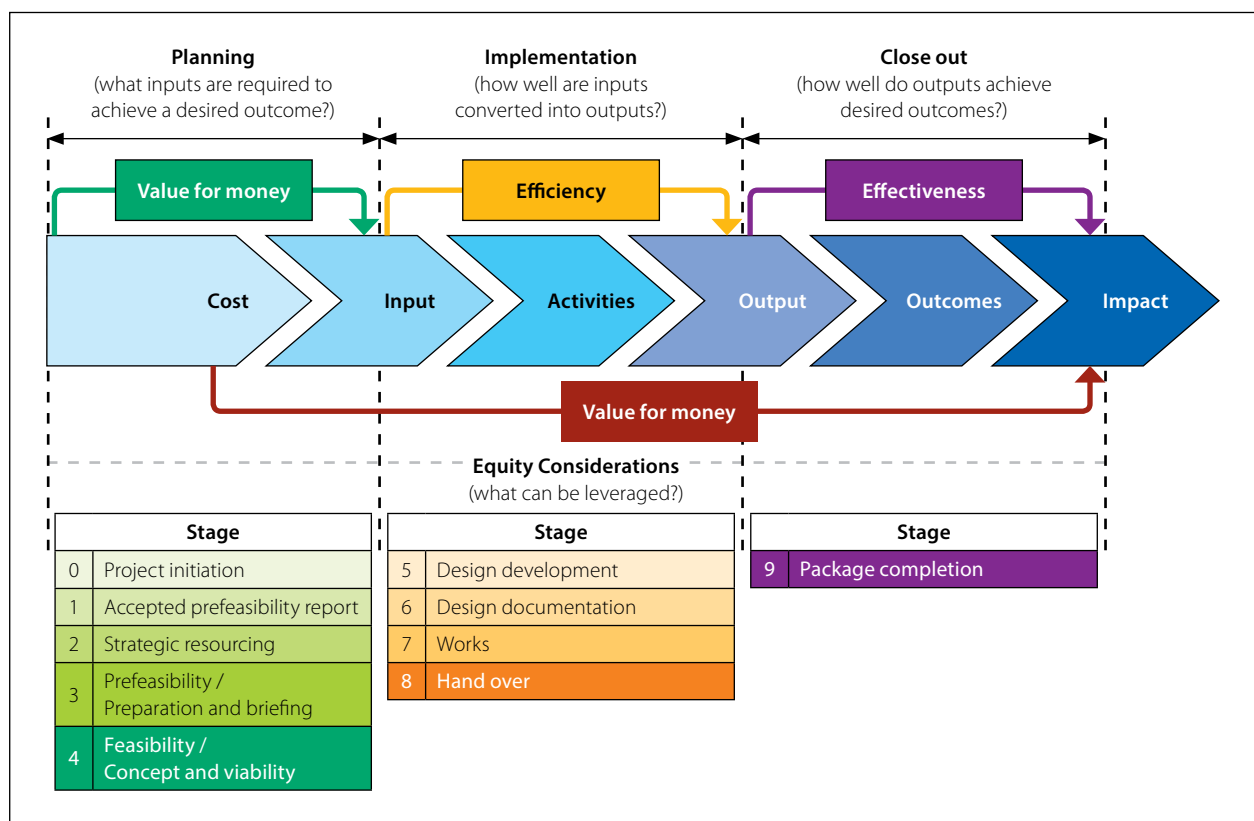 Planning
(what inputs are required to
achieve a desired outcome?)
Implementation
(how well are inputs
converted into outputs?)
Close out
(how well do outputs achieve
desired outcomes?)
Value for money
Efficiency
Effectiveness
Cost
Input
Activities
Output
Outcomes
Impact
Value for money
Equity Considerations
(what can be leveraged?)
Stage
0 Project initiation
1 Accepted prefeasibility report
2 Strategic resourcing
3 Prefeasibility /
Preparation and briefing
4 Feasibility /
Concept and viability
Stage
5 Design development
6 Design documentation
7 Works
8 Hand over
Stage
9 Package completion